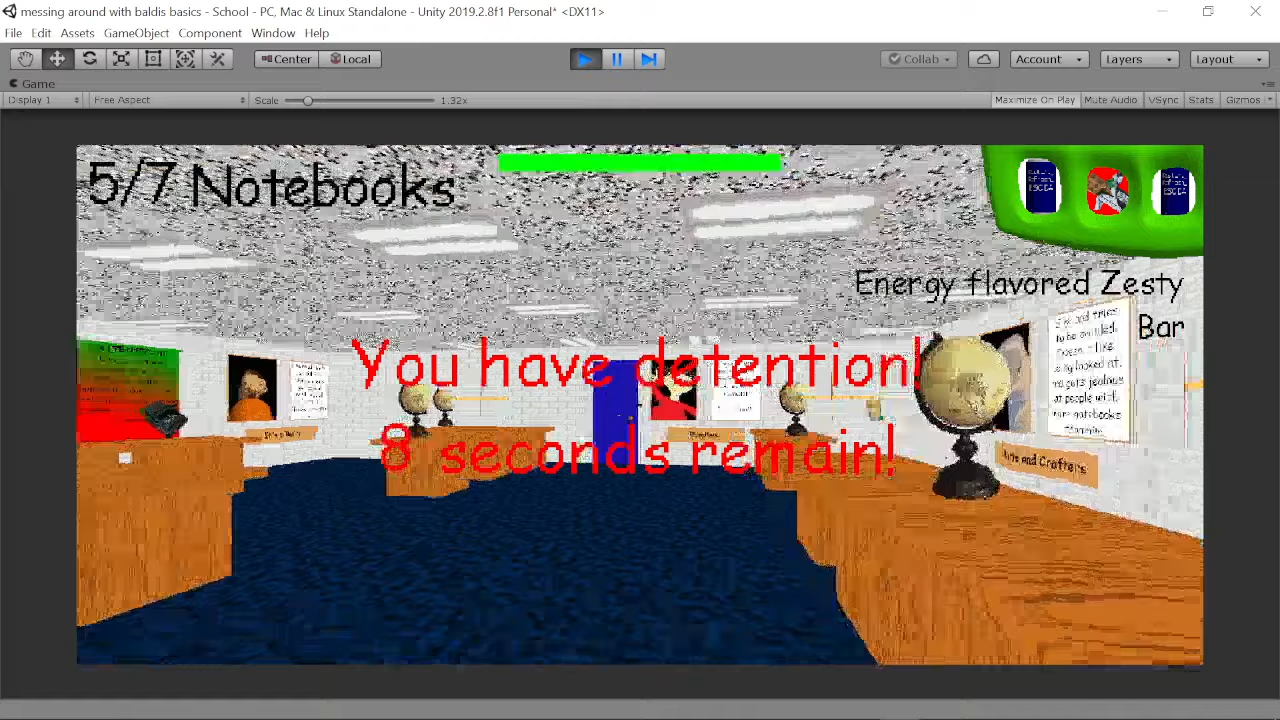 messing around with baldis basics - School - PC, Mac & Linux Standalone - Unity 2019.2.8f1 Personal* <DX11>
File Edit Assets GameObject Component Window Help
Center Local Collab Account Layers Layout
Game
Display 1 Free Aspect Scale 1.32x Maximize On Play Mute Audio VSync Stats Gizmos
5/7 Notebooks
Energy flavored Zesty
Bar
You have detention!
8 seconds remain!
being looked at.
Arts and Crafters